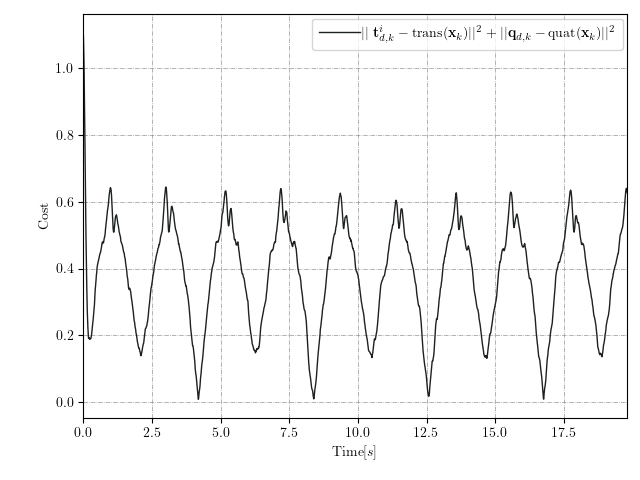 || t^i_{d,k} − trans(x_k)||^2 + ||q_{d,k} − quat(x_k)||^2
1.0
0.8
0.6
0.4
0.2
0.0
Cost
0.0 2.5 5.0 7.5 10.0 12.5 15.0 17.5
Time[s]